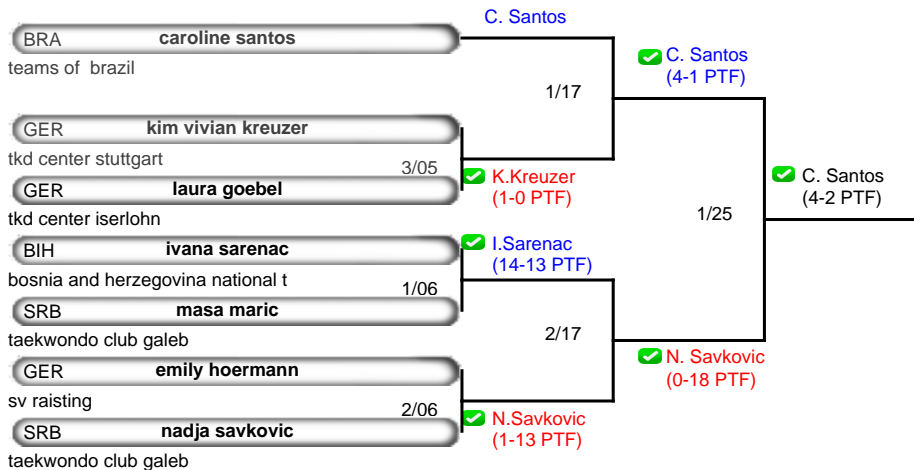 C. Santos
BRA caroline santos
teams of brazil
C. Santos
(4-1 PTF)
1/17
GER kim vivian kreuzer
tkd center stuttgart
3/05
K.Kreuzer
(1-0 PTF)
GER laura goebel
tkd center iserlohn
C. Santos
(4-2 PTF)
1/25
BIH ivana sarenac
I.Sarenac
(14-13 PTF)
bosnia and herzegovina national t
1/06
SRB masa maric
taekwondo club galeb
2/17
N. Savkovic
(0-18 PTF)
GER emily hoermann
sv raisting
2/06
N.Savkovic
(1-13 PTF)
SRB nadja savkovic
taekwondo club galeb